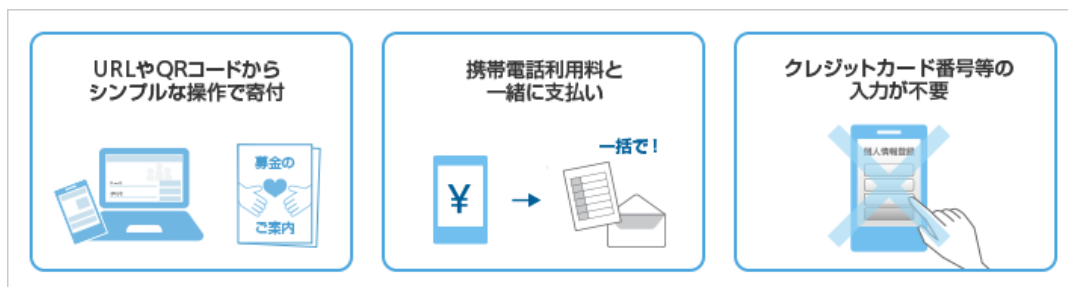 URLやQRコードから
シンプルな操作で寄付
募金の
ご案内
携帯電話利用料と
一緒に支払い
一括で!
¥
クレジットカード番号等の
入力が不要
個人情報登録